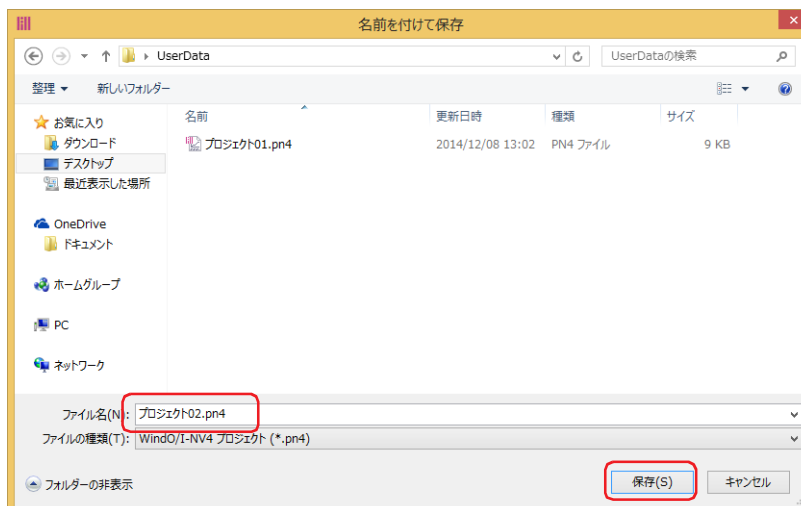 名前を付けて保存
UserData
UserDataの検索
整理
新しいフォルダー
名前 更新日時 種類 サイズ
お気に入り
ダウンロード
デスクトップ
最近表示した場所
OneDrive
ドキュメント
ホームグループ
PC
ネットワーク
プロジェクト01.pn4 2014/12/08 13:02 PN4 ファイル 9 KB
ファイル名(N): プロジェクト02.pn4
ファイルの種類(T): WindO/I-NV4 プロジェクト (*.pn4)
フォルダーの非表示
保存(S)
キャンセル